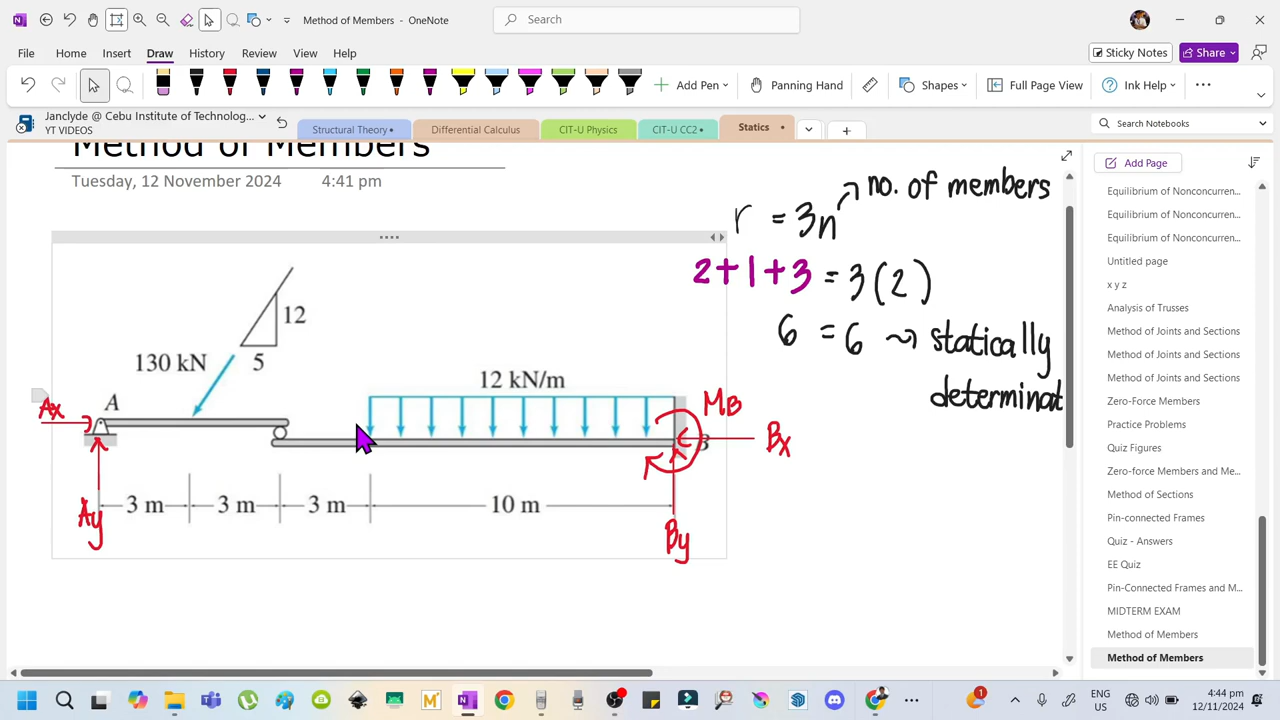 Method of Members - OneNote
Search
File
Home
Insert
Draw
History
Review
View
Help
Sticky Notes
Share
Add Pen
Panning Hand
Shapes
Full Page View
Ink Help
Janclyde @ Cebu Institute of Technolog...
YT VIDEOS
Structural Theory
Differential Calculus
CIT-U Physics
CIT-U CC2
Statics
Search Notebooks
Method of Members
Tuesday, 12 November 2024 4:41 pm
Add Page
Equilibrium of Nonconcurren...
Equilibrium of Nonconcurren...
Equilibrium of Nonconcurren...
Untitled page
x y z
Analysis of Trusses
Method of Joints and Sections
Method of Joints and Sections
Method of Joints and Sections
Zero-Force Members
Practice Problems
Quiz Figures
Zero-force Members and Me...
Method of Sections
Pin-connected Frames
Quiz - Answers
EE Quiz
Pin-Connected Frames and M...
MIDTERM EXAM
Method of Members
Method of Members
no. of members
r = 3n
2+1+3 = 3(2)
6 = 6 statically
determinat
12
5
130 kN
12 kN/m
A
Ax
Ay
MB
Bx
B
By
3 m
3 m
3 m
10 m
ENG
PH
4:44 pm
12/11/2024
1